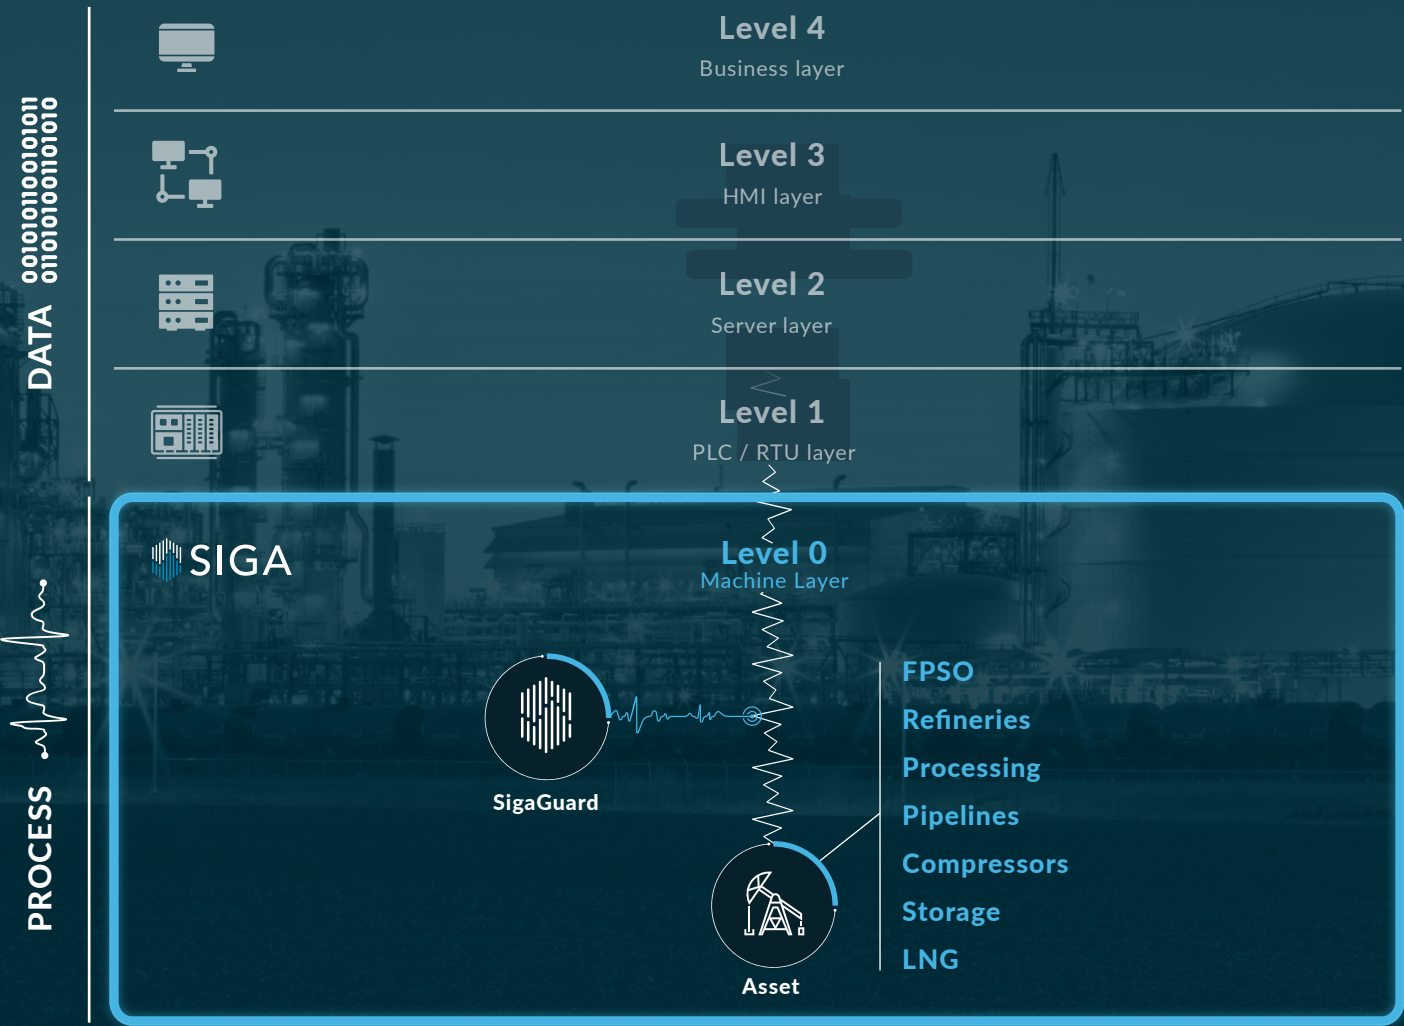 Level 4
Business layer
Level 3
HMI layer
Level 2
Server layer
Level 1
PLC / RTU layer
DATA
0010101100101011
0110101001101010
PROCESS
SIGA
Level 0
Machine Layer
SigaGuard
Asset
FPSO
Refineries
Processing
Pipelines
Compressors
Storage
LNG